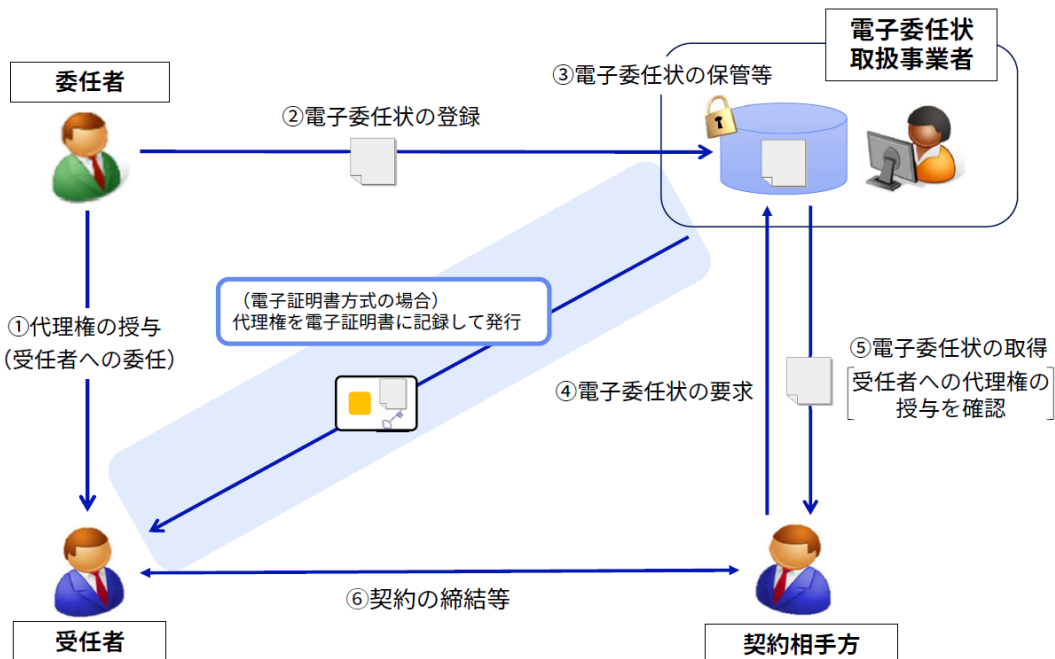 電子委任状
取扱事業者
委任者
③電子委任状の保管等
②電子委任状の登録
（電子証明書方式の場合）
代理権を電子証明書に記録して発行
①代理権の授与
（受任者への委任）
⑤電子委任状の取得
受任者への代理権の
授与を確認
④電子委任状の要求
⑥契約の締結等
受任者
契約相手方